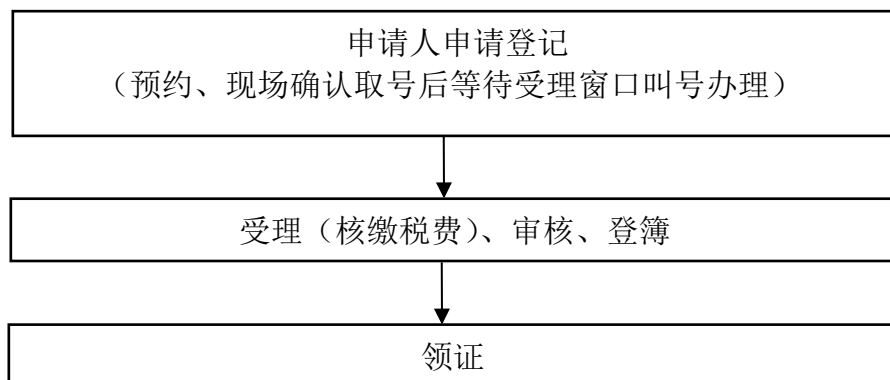 申请人申请登记
（预约、现场确认取号后等待受理窗口叫号办理）
受理（核缴税费）、审核、登簿
领证